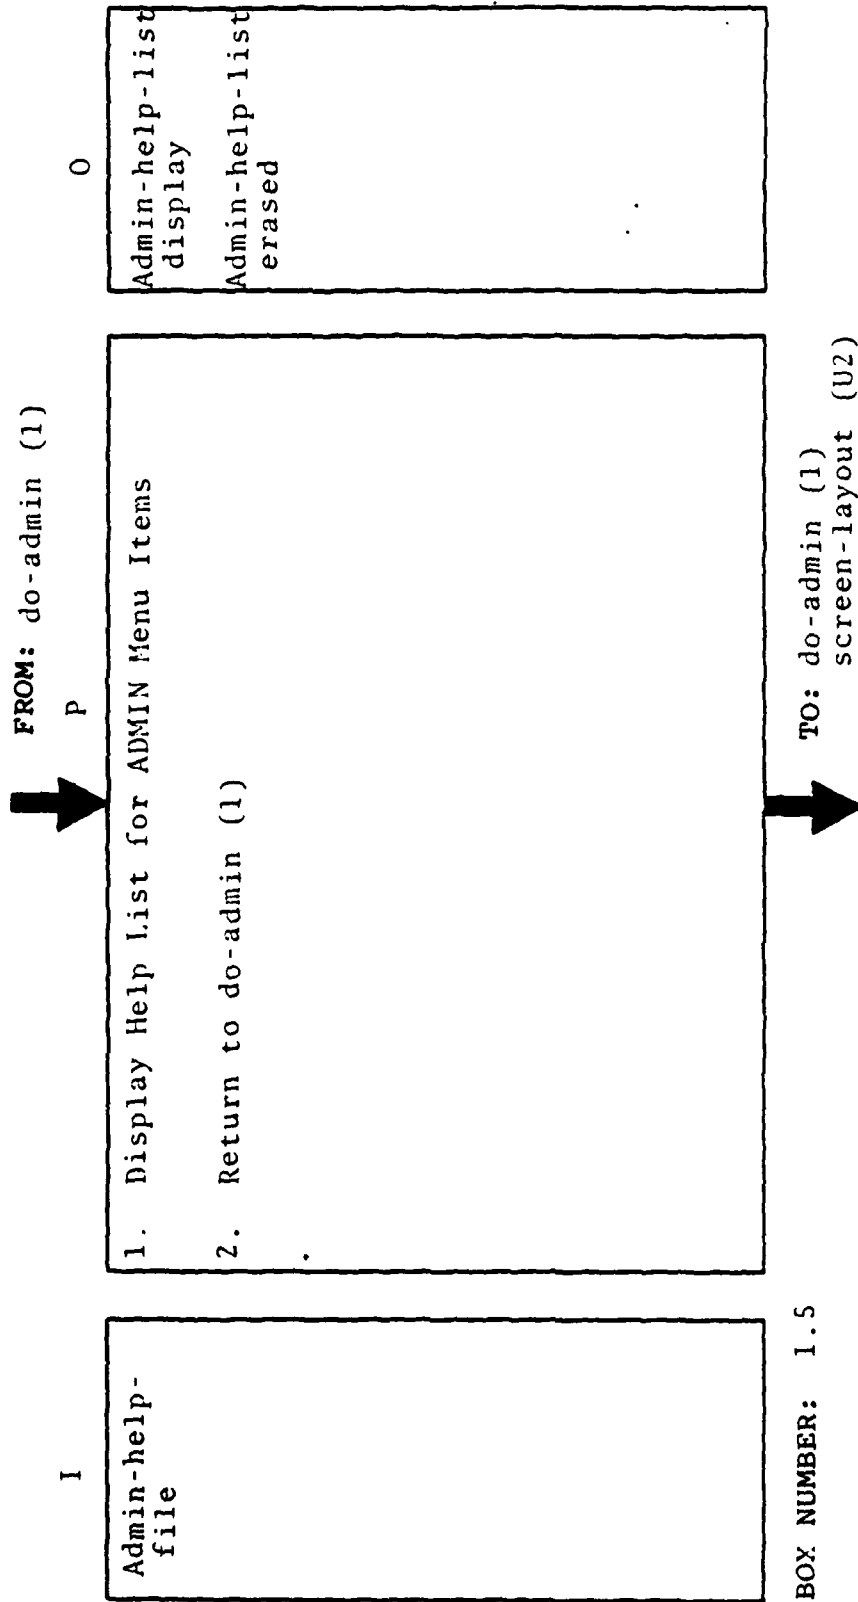 FROM: do-admin (1)
I
P
O
Admin-help-
file
1. Display Help List for ADMIN Menu Items
2. Return to do-admin (1)
Admin-help-list
display
Admin-help-list
erased
BOX NUMBER: 1.5
TO: do-admin (1)
screen-layout (U2)